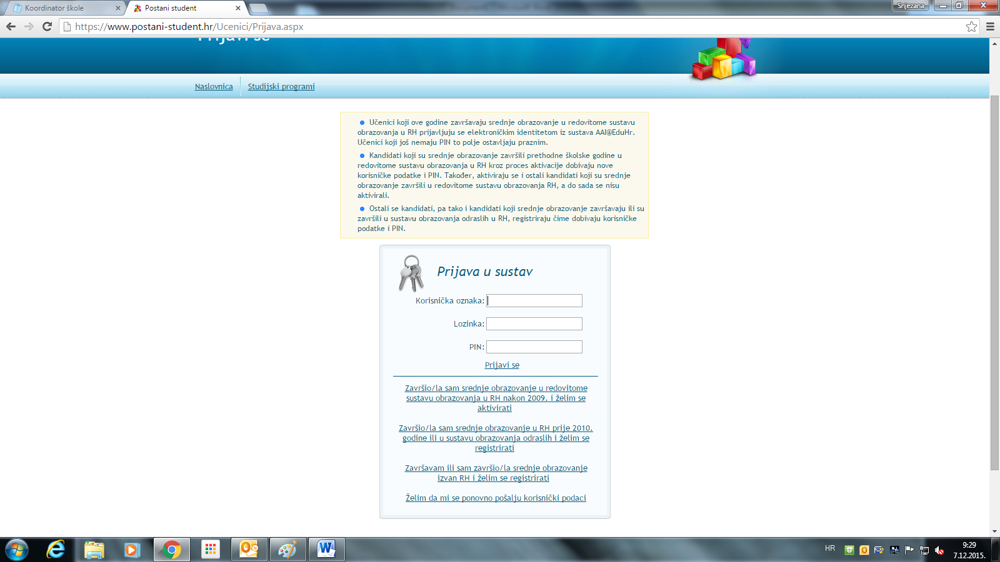 Koordinator škole
Postani student
Snjezana
https://www.postani-student.hr/Ucenici/Prijava.aspx
Prijavi se
Naslovnica
Studijski programi
Učenici koji ove godine završavaju srednje obrazovanje u redovitome sustavu
obrazovanja u RH prijavljuju se elektroničkim identitetom iz sustava AAI@EduHr.
Učenici koji još nemaju PIN to polje ostavljaju praznim.
Kandidati koji su srednje obrazovanje završili prethodne školske godine u
redovitome sustavu obrazovanja u RH kroz proces aktivacije dobivaju nove
korisničke podatke i PIN. Također, aktiviraju se i ostali kandidati koji su srednje
obrazovanje završili u redovitome sustavu obrazovanja RH, a do sada se nisu
aktivirali.
Ostali se kandidati, pa tako i kandidati koji srednje obrazovanje završavaju ili su
završili u sustavu obrazovanja odraslih u RH, registriraju čime dobivaju korisničke
podatke i PIN.
Prijava u sustav
Korisnička oznaka:
Lozinka:
PIN:
Prijavi se
Završio/la sam srednje obrazovanje u redovitome
sustavu obrazovanja u RH nakon 2009. i želim se
aktivirati
Završio/la sam srednje obrazovanje u RH prije 2010.
godine ili u sustavu obrazovanja odraslih i želim se
registrirati
Završavam ili sam završio/la srednje obrazovanje
izvan RH i želim se registrirati
Želim da mi se ponovno pošalju korisnički podaci
HR
9:29
7.12.2015.